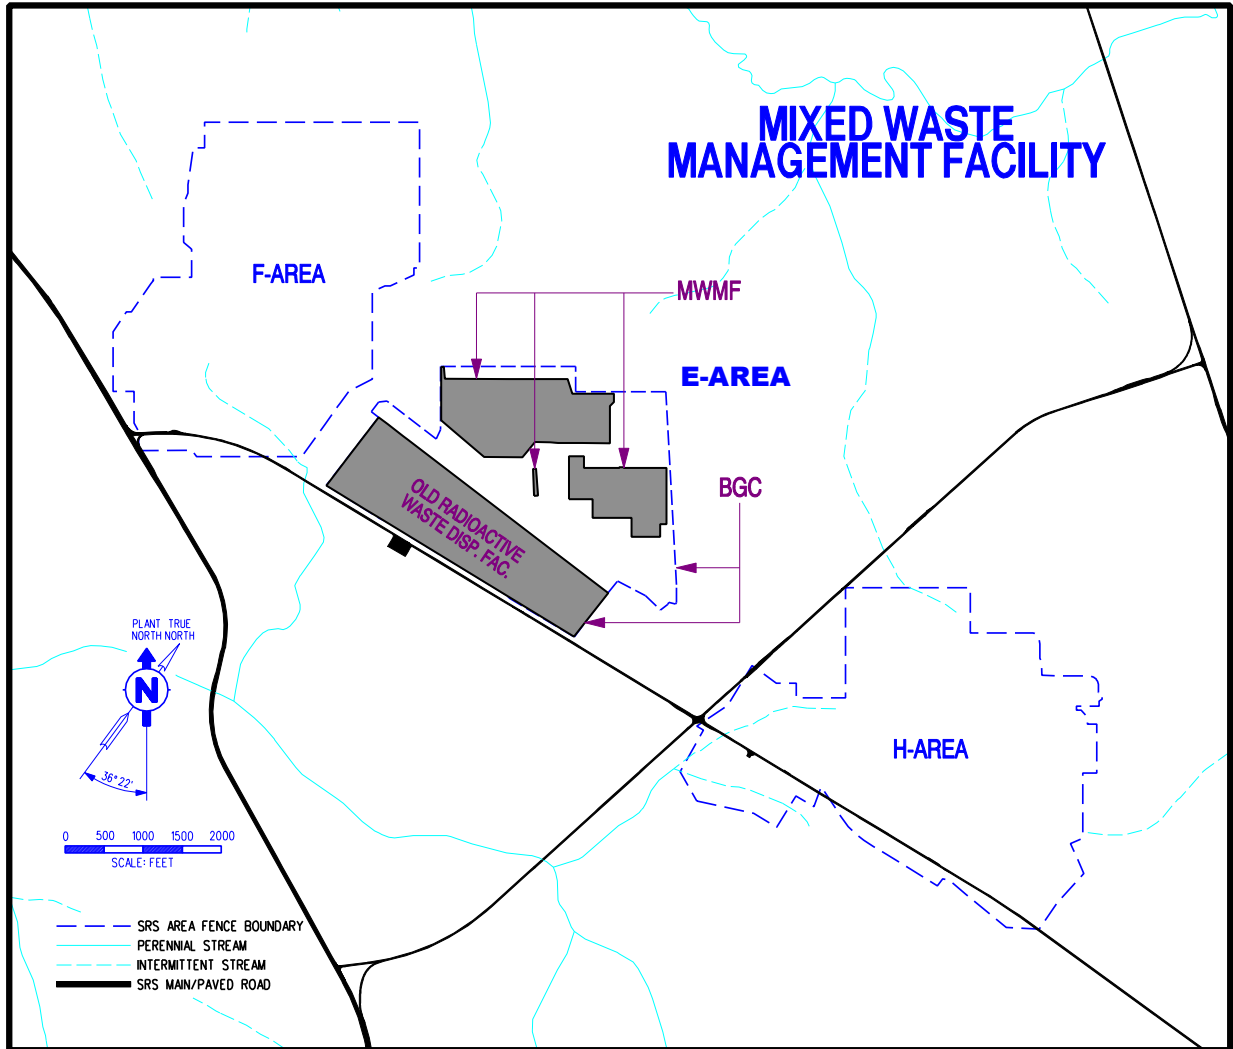 MIXED WASTE
MANAGEMENT FACILITY
F-AREA
MWMF
E-AREA
BGC
OLD RADIOACTIVE
WASTE DISP. FAC.
PLANT TRUE
NORTH NORTH
N
36°22'
H-AREA
0 500 1000 1500 2000
SCALE: FEET
SRS AREA FENCE BOUNDARY
PERENNIAL STREAM
INTERMITTENT STREAM
SRS MAIN/PAVED ROAD